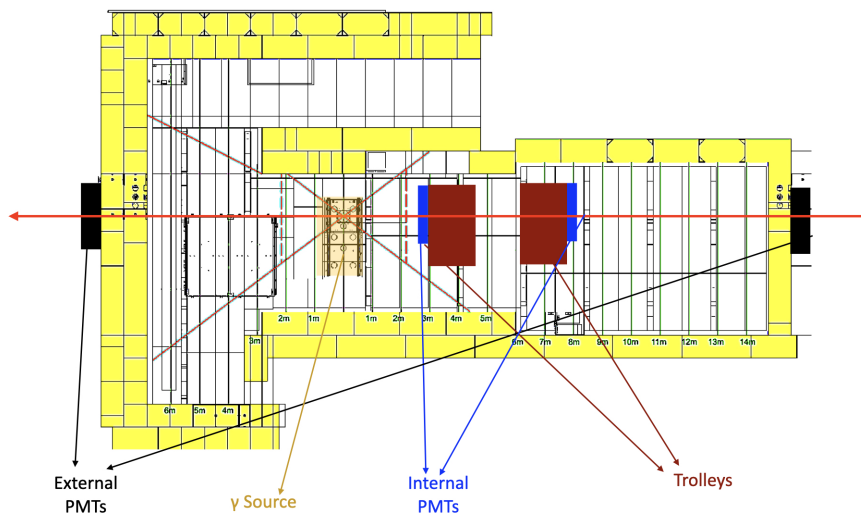 2m 1m 1m 2m 3m 4m 5m
3m 6m 7m 8m 9m 10m 11m 12m 13m 14m
6m 5m 4m
External
PMTs
γ Source
Internal
PMTs
Trolleys